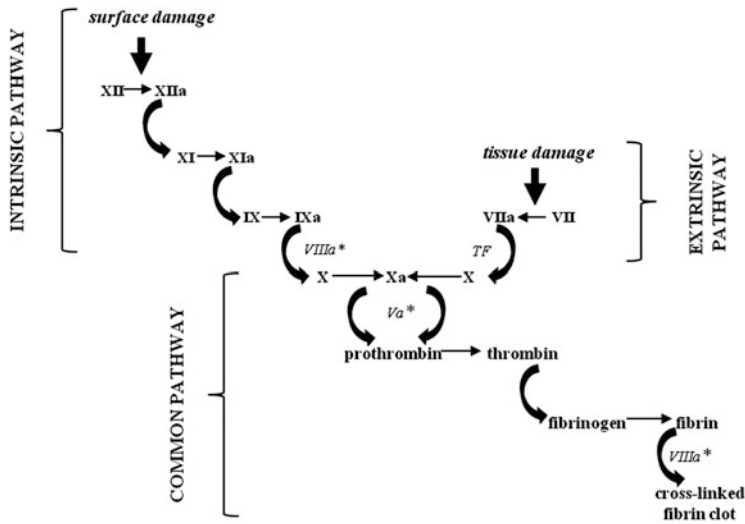 surface damage
INTRINSIC PATHWAY
XII XIIa
XI XIa
tissue damage
EXTRINSIC PATHWAY
IX IXa
VIIa VII
VIIIa*
TF
X Xa X
COMMON PATHWAY
Va*
prothrombin thrombin
fibrinogen fibrin
VIIIa*
cross-linked
fibrin clot